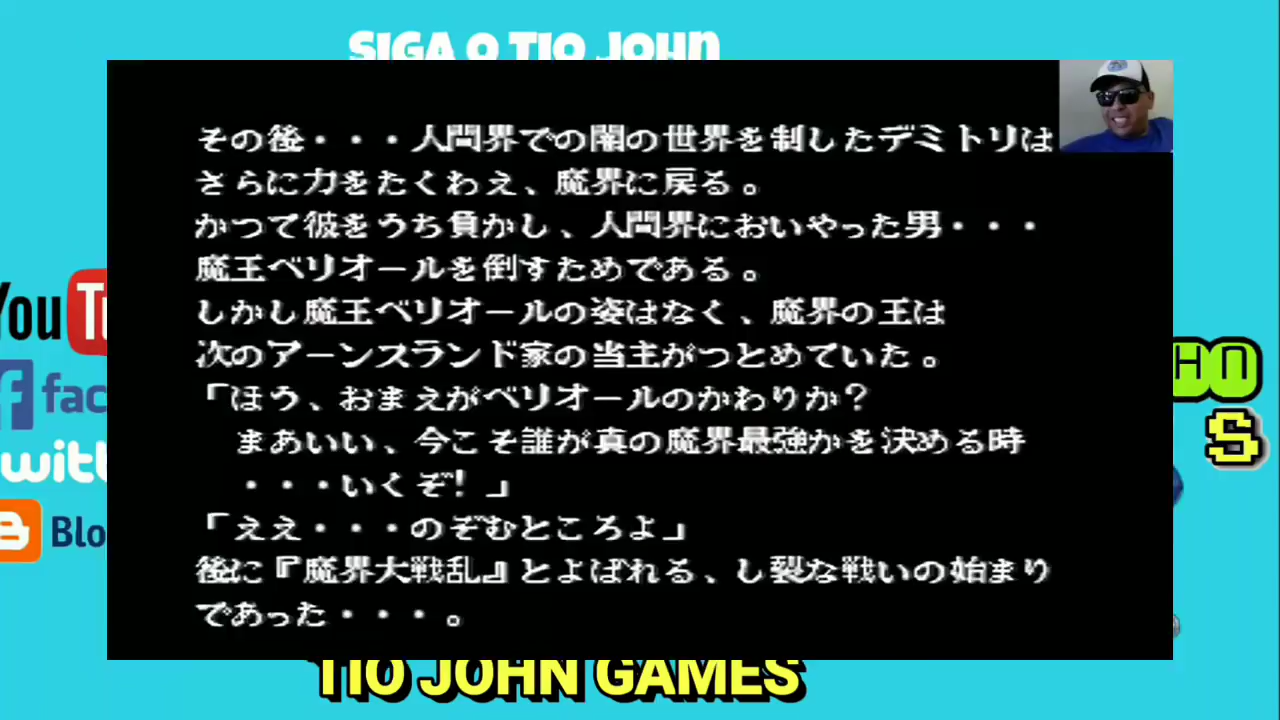 SIGA O TIO JOHN
その後・・・人間界での闇の世界を制したデミトリは
さらに力をたくわえ、魔界に戻る。
かつて彼をうち負かし、人間界においやった男・・・
魔王ベリオールを倒すためである。
しかし魔王ベリオールの姿はなく、魔界の王は
次のアーンスランド家の当主がつとめていた。
「ほう、おまえがベリオールのかわりか?
まあいい、今こそ誰が真の魔界最強かを決める時
・・・いくぞ!」
「ええ・・・のぞむところよ」
後に『魔界大戦乱』とよばれる、し裂な戦いの始まり
であった・・・。
You Tu
fac
twitt
Blo
HN
S
TIO JOHN GAMES